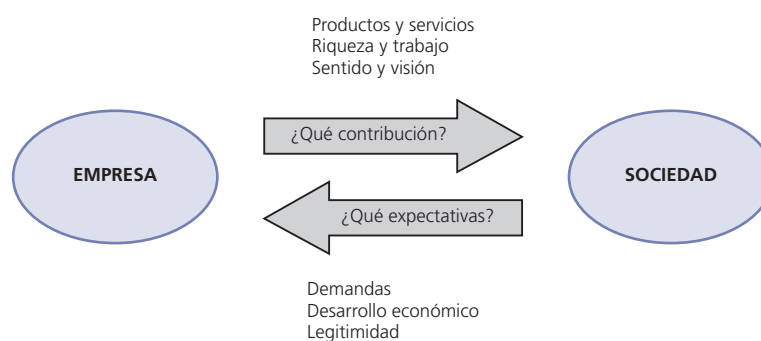 Productos y servicios
Riqueza y trabajo
Sentido y visión
¿Qué contribución?
EMPRESA
SOCIEDAD
¿Qué expectativas?
Demandas
Desarrollo económico
Legitimidad